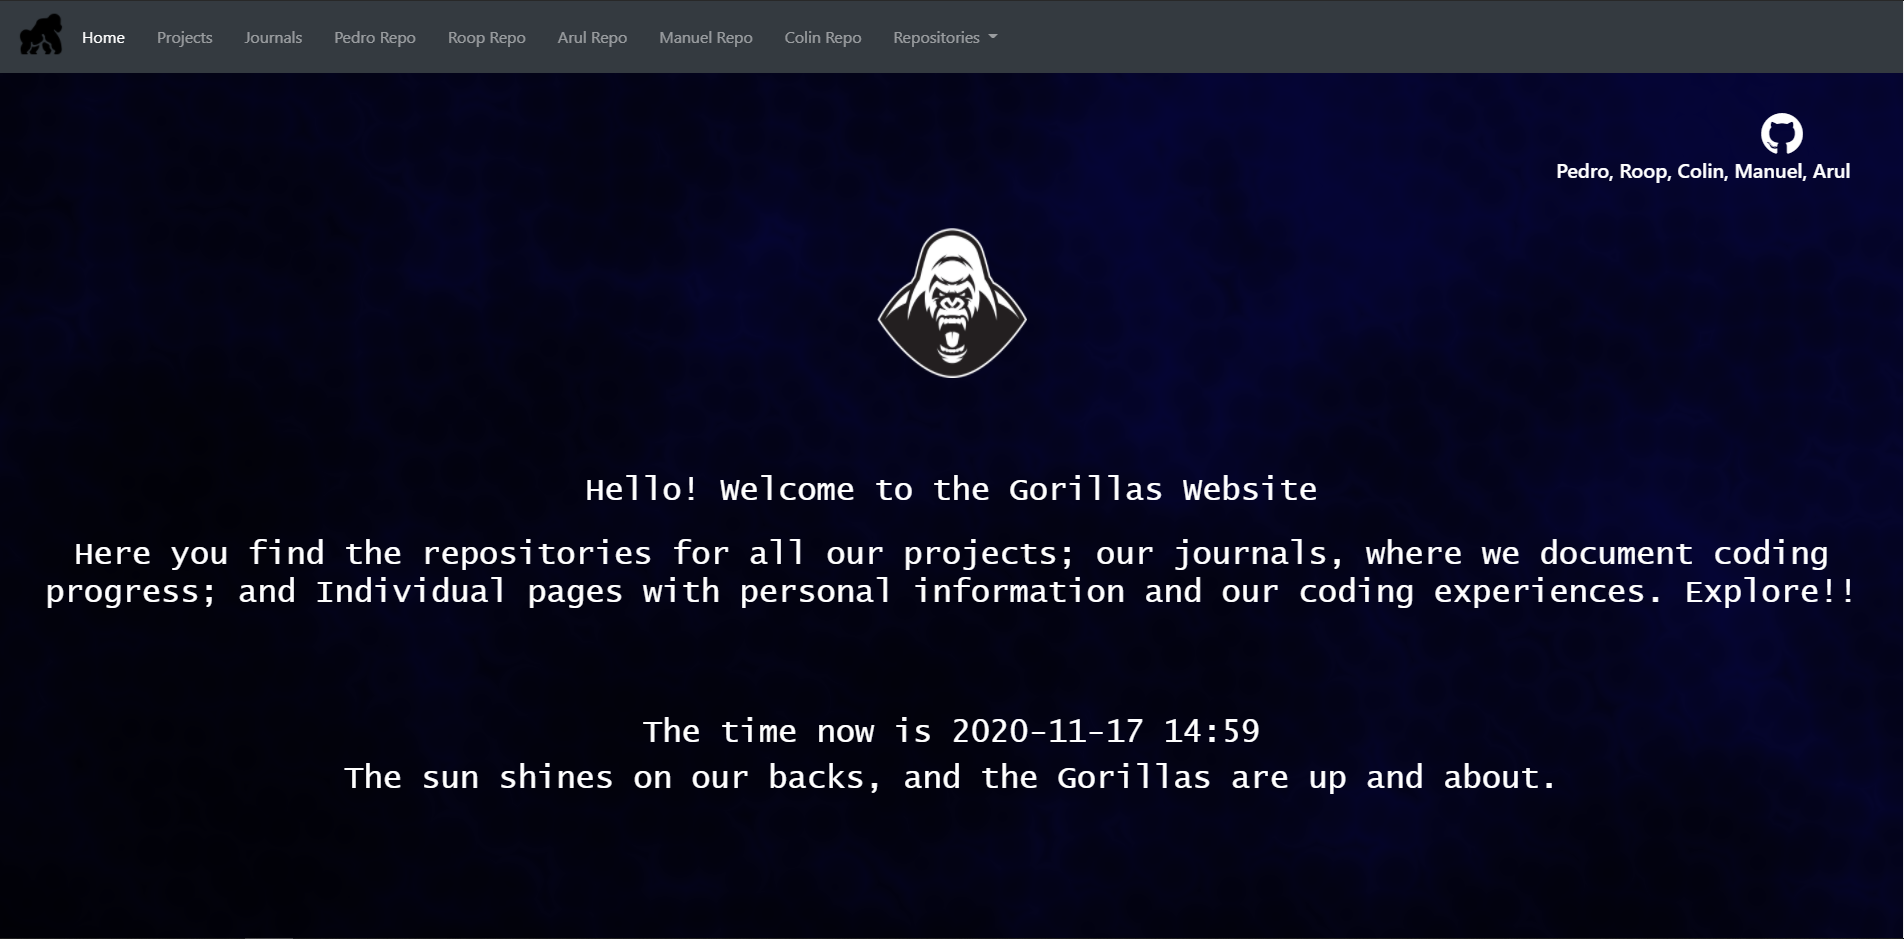 Home Projects Journals Pedro Repo Roop Repo Arul Repo Manuel Repo Colin Repo Repositories
Pedro, Roop, Colin, Manuel, Arul
Hello! Welcome to the Gorillas Website
Here you find the repositories for all our projects; our journals, where we document coding
progress; and Individual pages with personal information and our coding experiences. Explore!!
The time now is 2020-11-17 14:59
The sun shines on our backs, and the Gorillas are up and about.